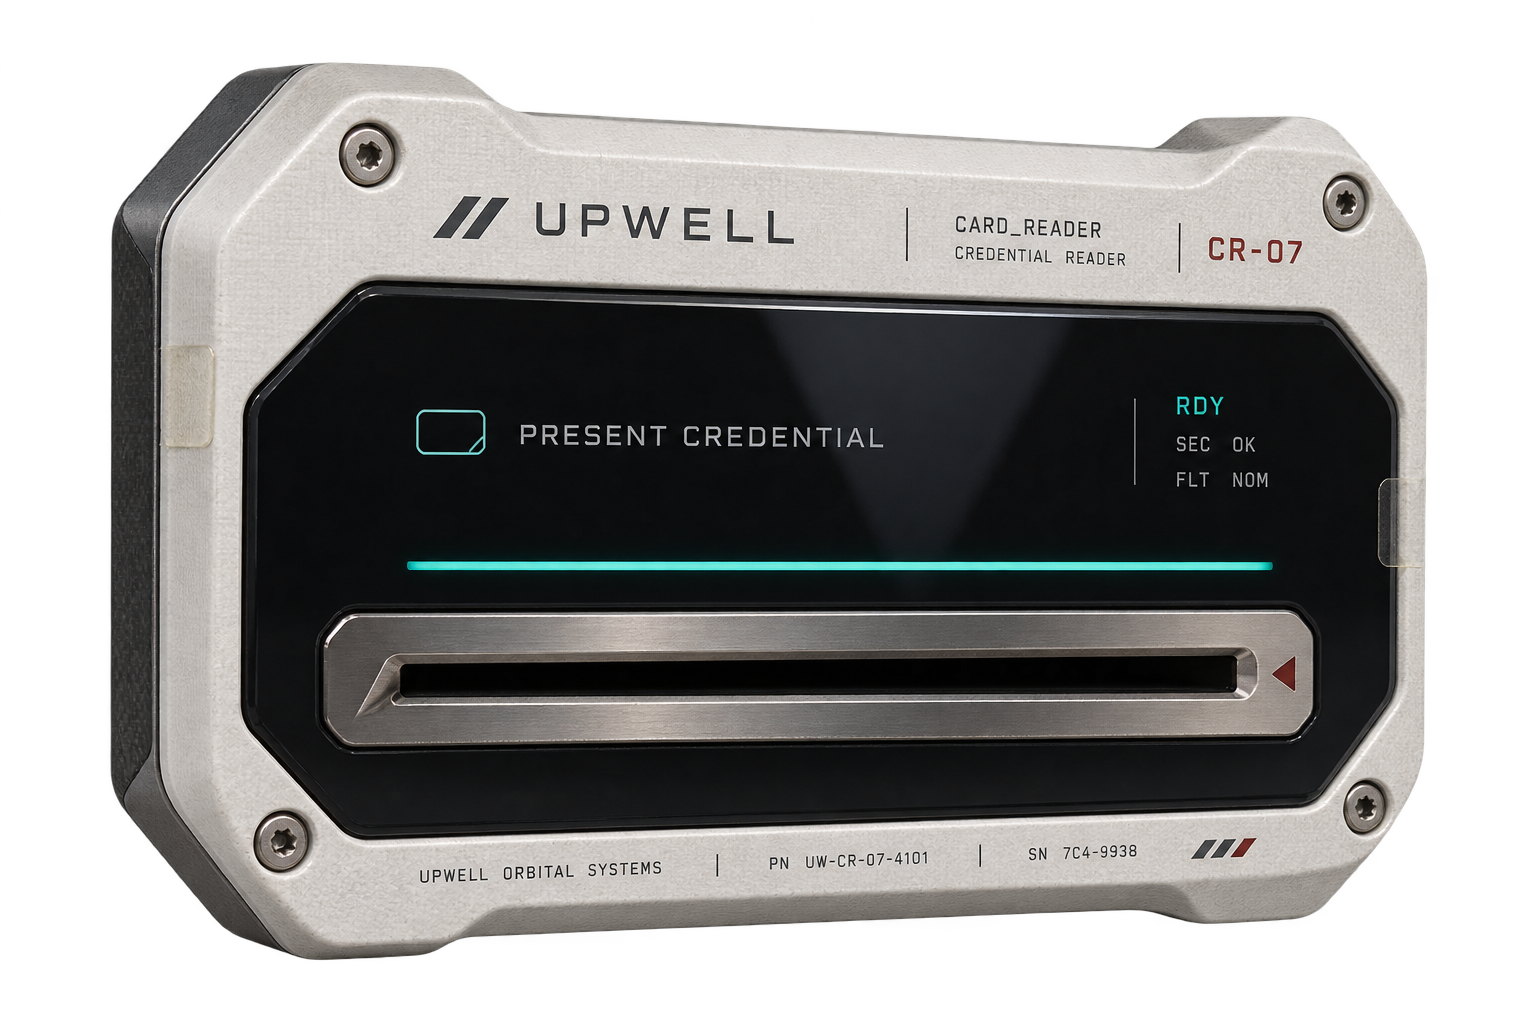 UPWELL
CARD_READER
CREDENTIAL READER
CR-07
PRESENT CREDENTIAL
RDY
SEC OK
FLT NOM
UPWELL ORBITAL SYSTEMS
PN UW-CR-07-4101
SN 7C4-9938